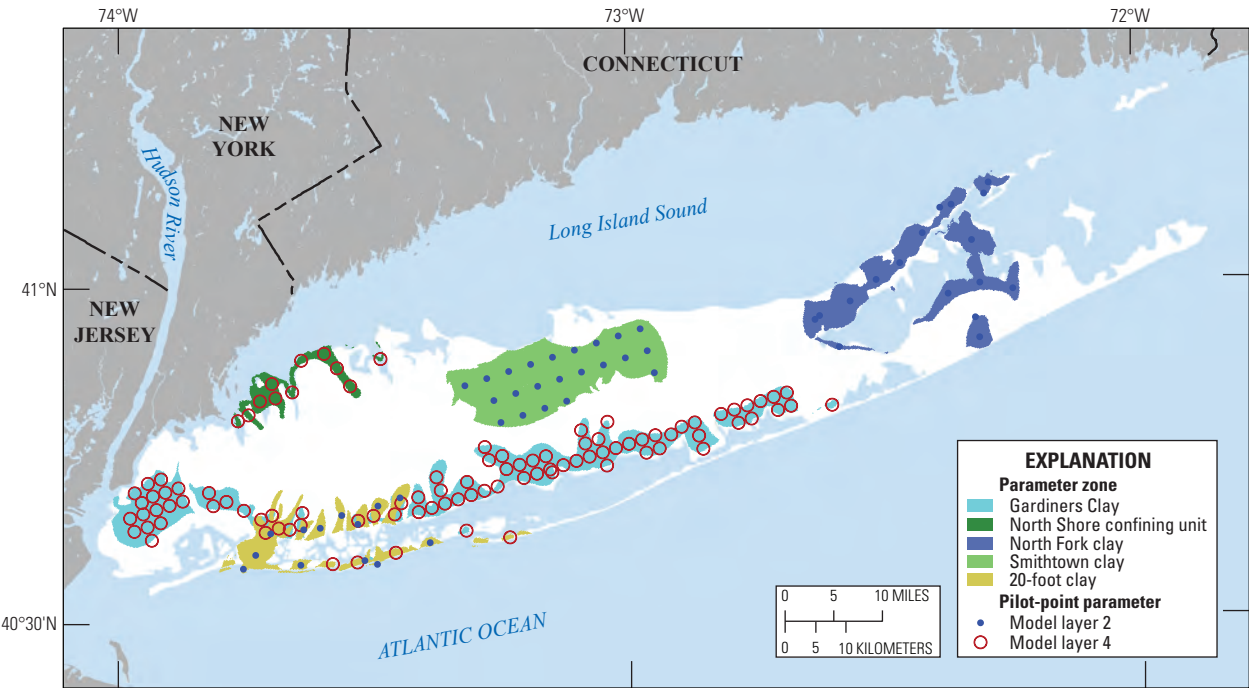 74°W 73°W 72°W
CONNECTICUT
NEW
YORK
Hudson River
Long Island Sound
41°N
NEW
JERSEY
EXPLANATION
Parameter zone
Gardiners Clay
North Shore confining unit
North Fork clay
Smithtown clay
20-foot clay
Pilot-point parameter
Model layer 2
Model layer 4
0 5 10 MILES
0 5 10 KILOMETERS
40°30'N
ATLANTIC OCEAN